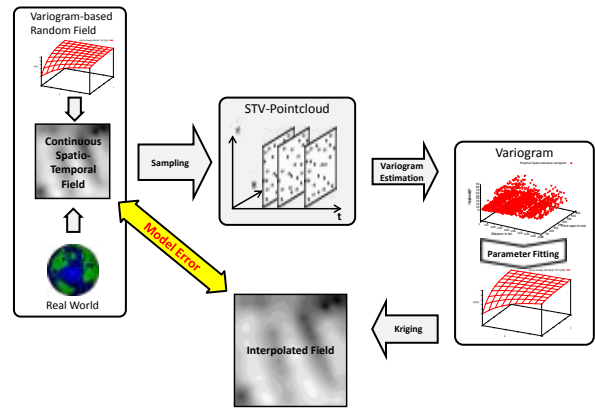 Variogram-based
Random Field
Continuous
Spatio-
Temporal
Field
Real World
Sampling
STV-Pointcloud
t
Variogram
Estimation
Variogram
Parameter Fitting
Kriging
Interpolated Field
Model Error